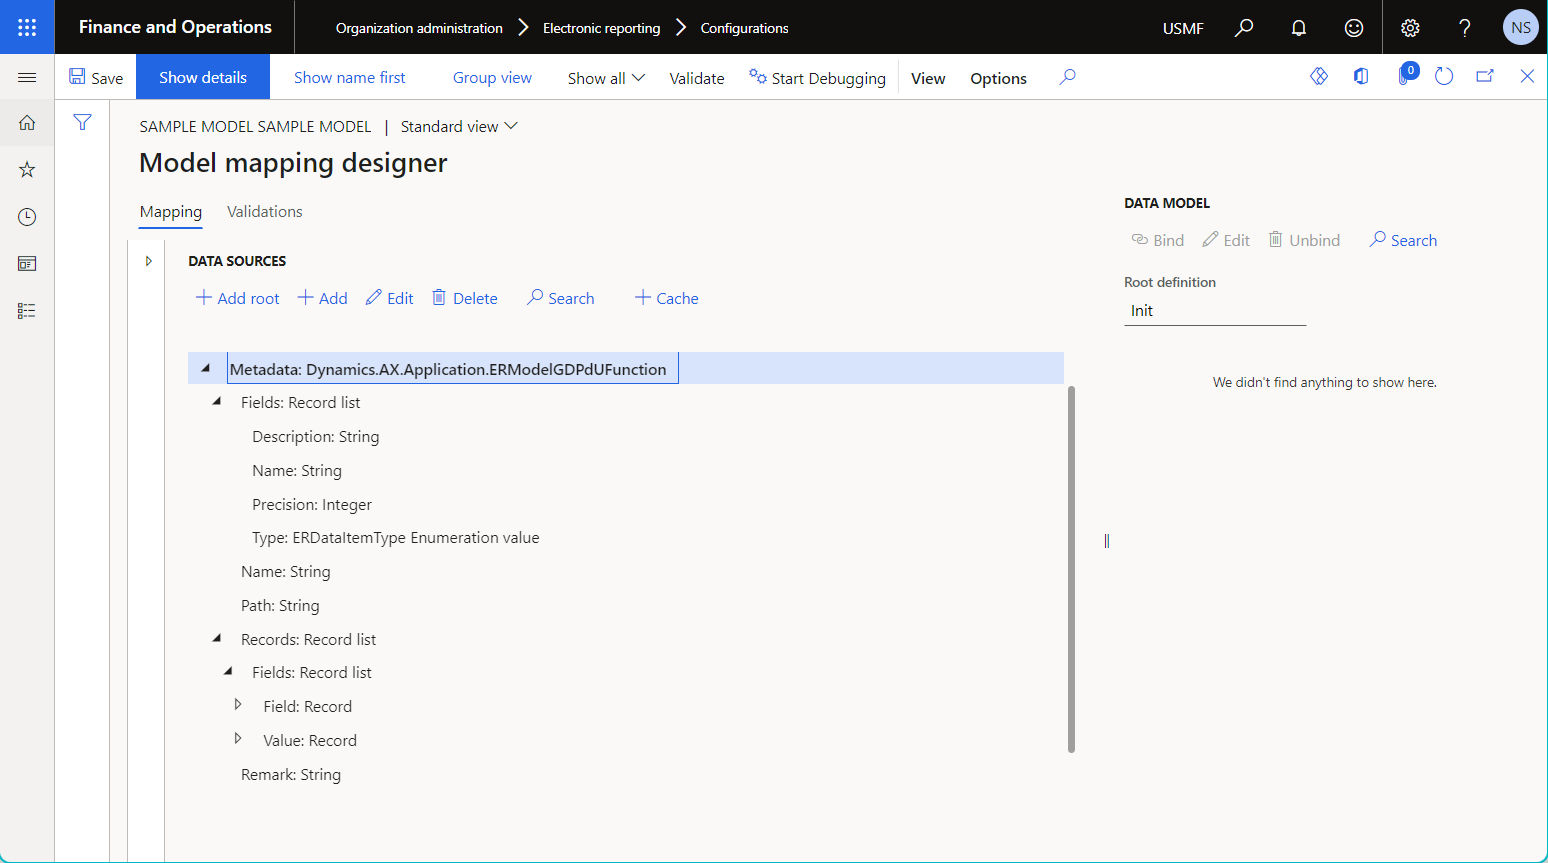 Finance and Operations
Organization administration > Electronic reporting > Configurations
USMF
?
NS
Save
Show details
Show name first
Group view
Show all
Validate
Start Debugging
View
Options
0
SAMPLE MODEL SAMPLE MODEL | Standard view
Model mapping designer
Mapping
Validations
DATA SOURCES
Add root
Add
Edit
Delete
Search
Cache
Metadata: Dynamics.AX.Application.ERModelGDPdUFunction
Fields: Record list
Description: String
Name: String
Precision: Integer
Type: ERDataItemType Enumeration value
Name: String
Path: String
Records: Record list
Fields: Record list
Field: Record
Value: Record
Remark: String
DATA MODEL
Bind
Edit
Unbind
Search
Root definition
Init
We didn't find anything to show here.